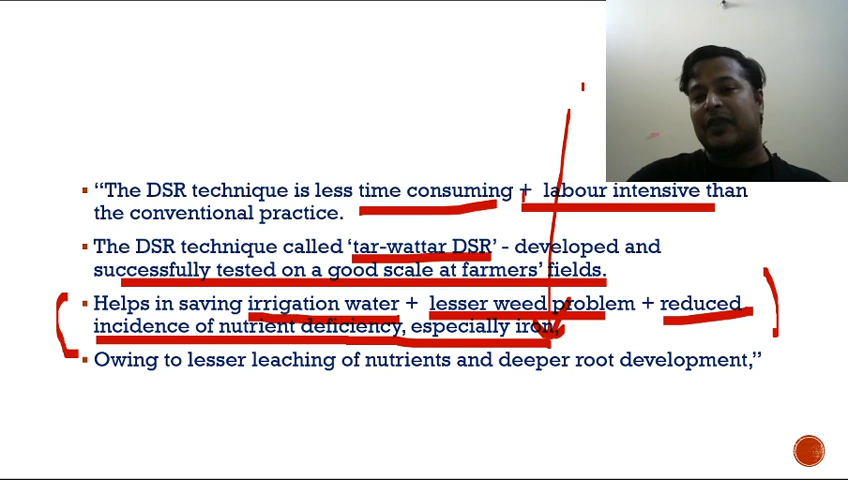 ▪ “The DSR technique is less time consuming + labour intensive than
the conventional practice.
▪ The DSR technique called ‘tar-wattar DSR’ - developed and
successfully tested on a good scale at farmers’ fields.
▪ Helps in saving irrigation water + lesser weed problem + reduced
incidence of nutrient deficiency, especially iron,
▪ Owing to lesser leaching of nutrients and deeper root development,”